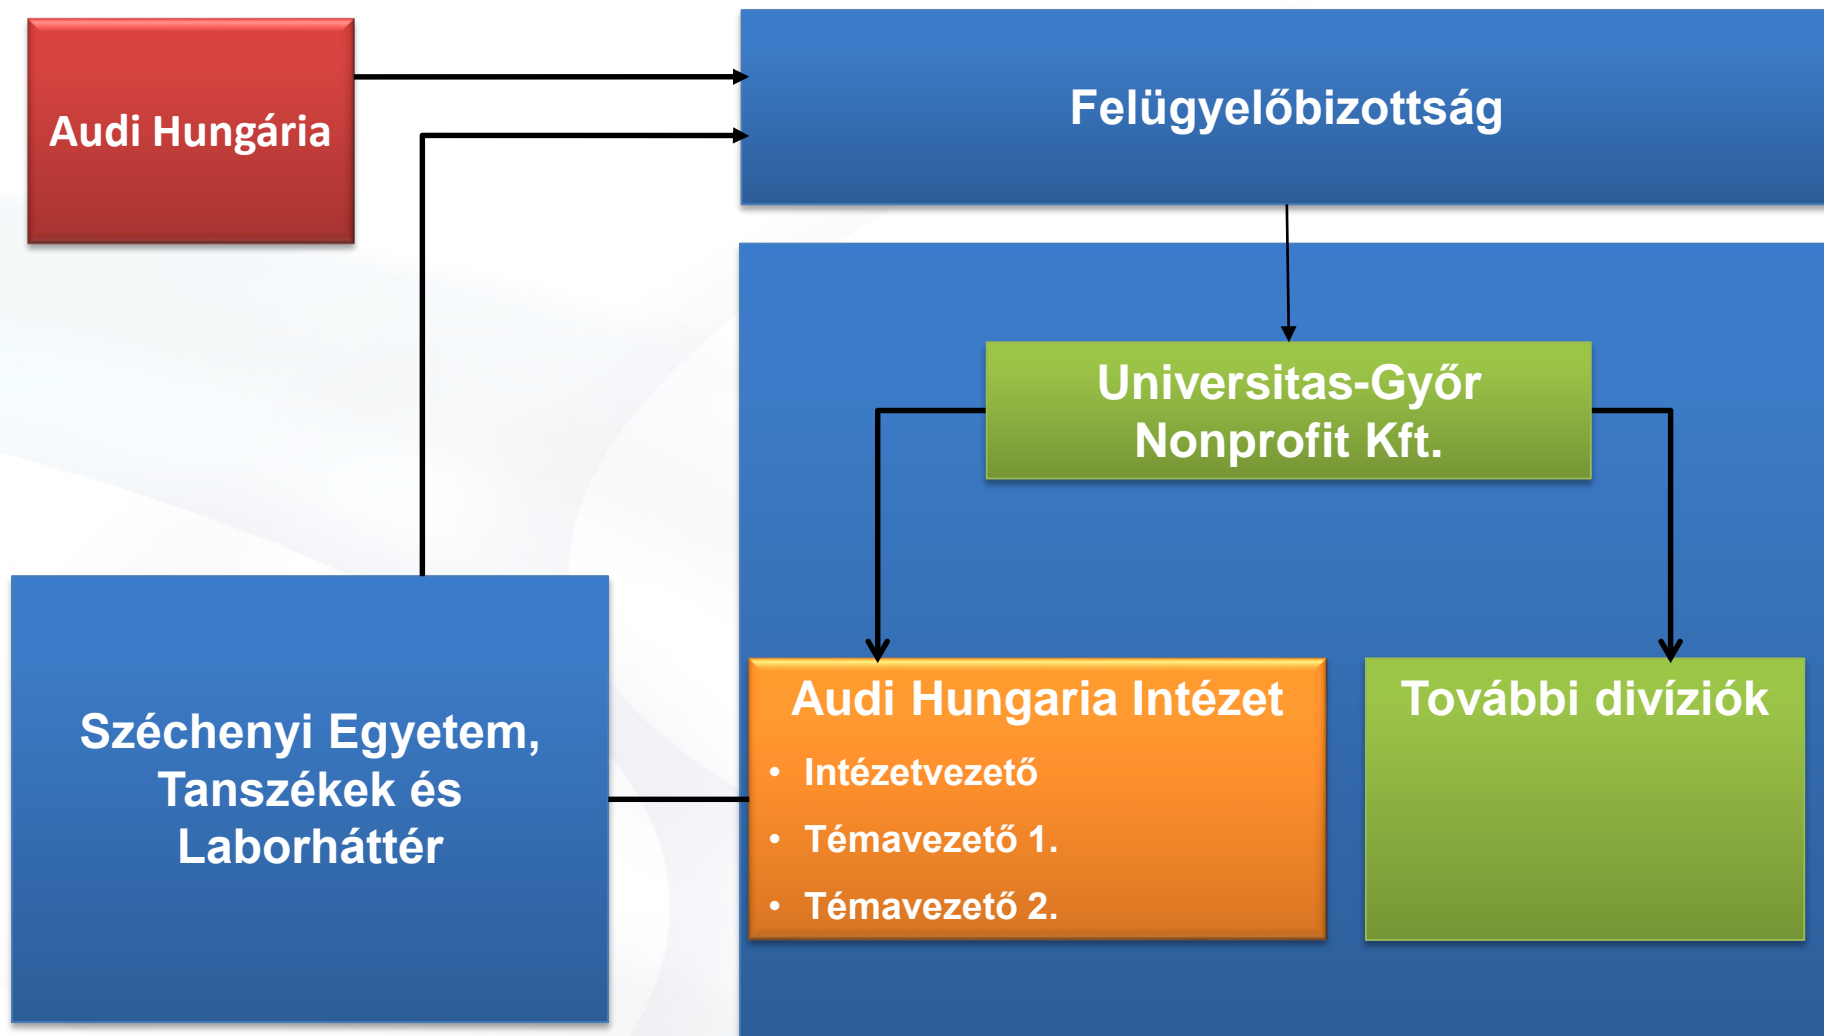 Audi Hungária
Felügyelőbizottság
Universitas-Győr
Nonprofit Kft.
Széchenyi Egyetem,
Tanszékek és
Laborháttér
Audi Hungaria Intézet
• Intézetvezető
• Témavezető 1.
• Témavezető 2.
További divíziók